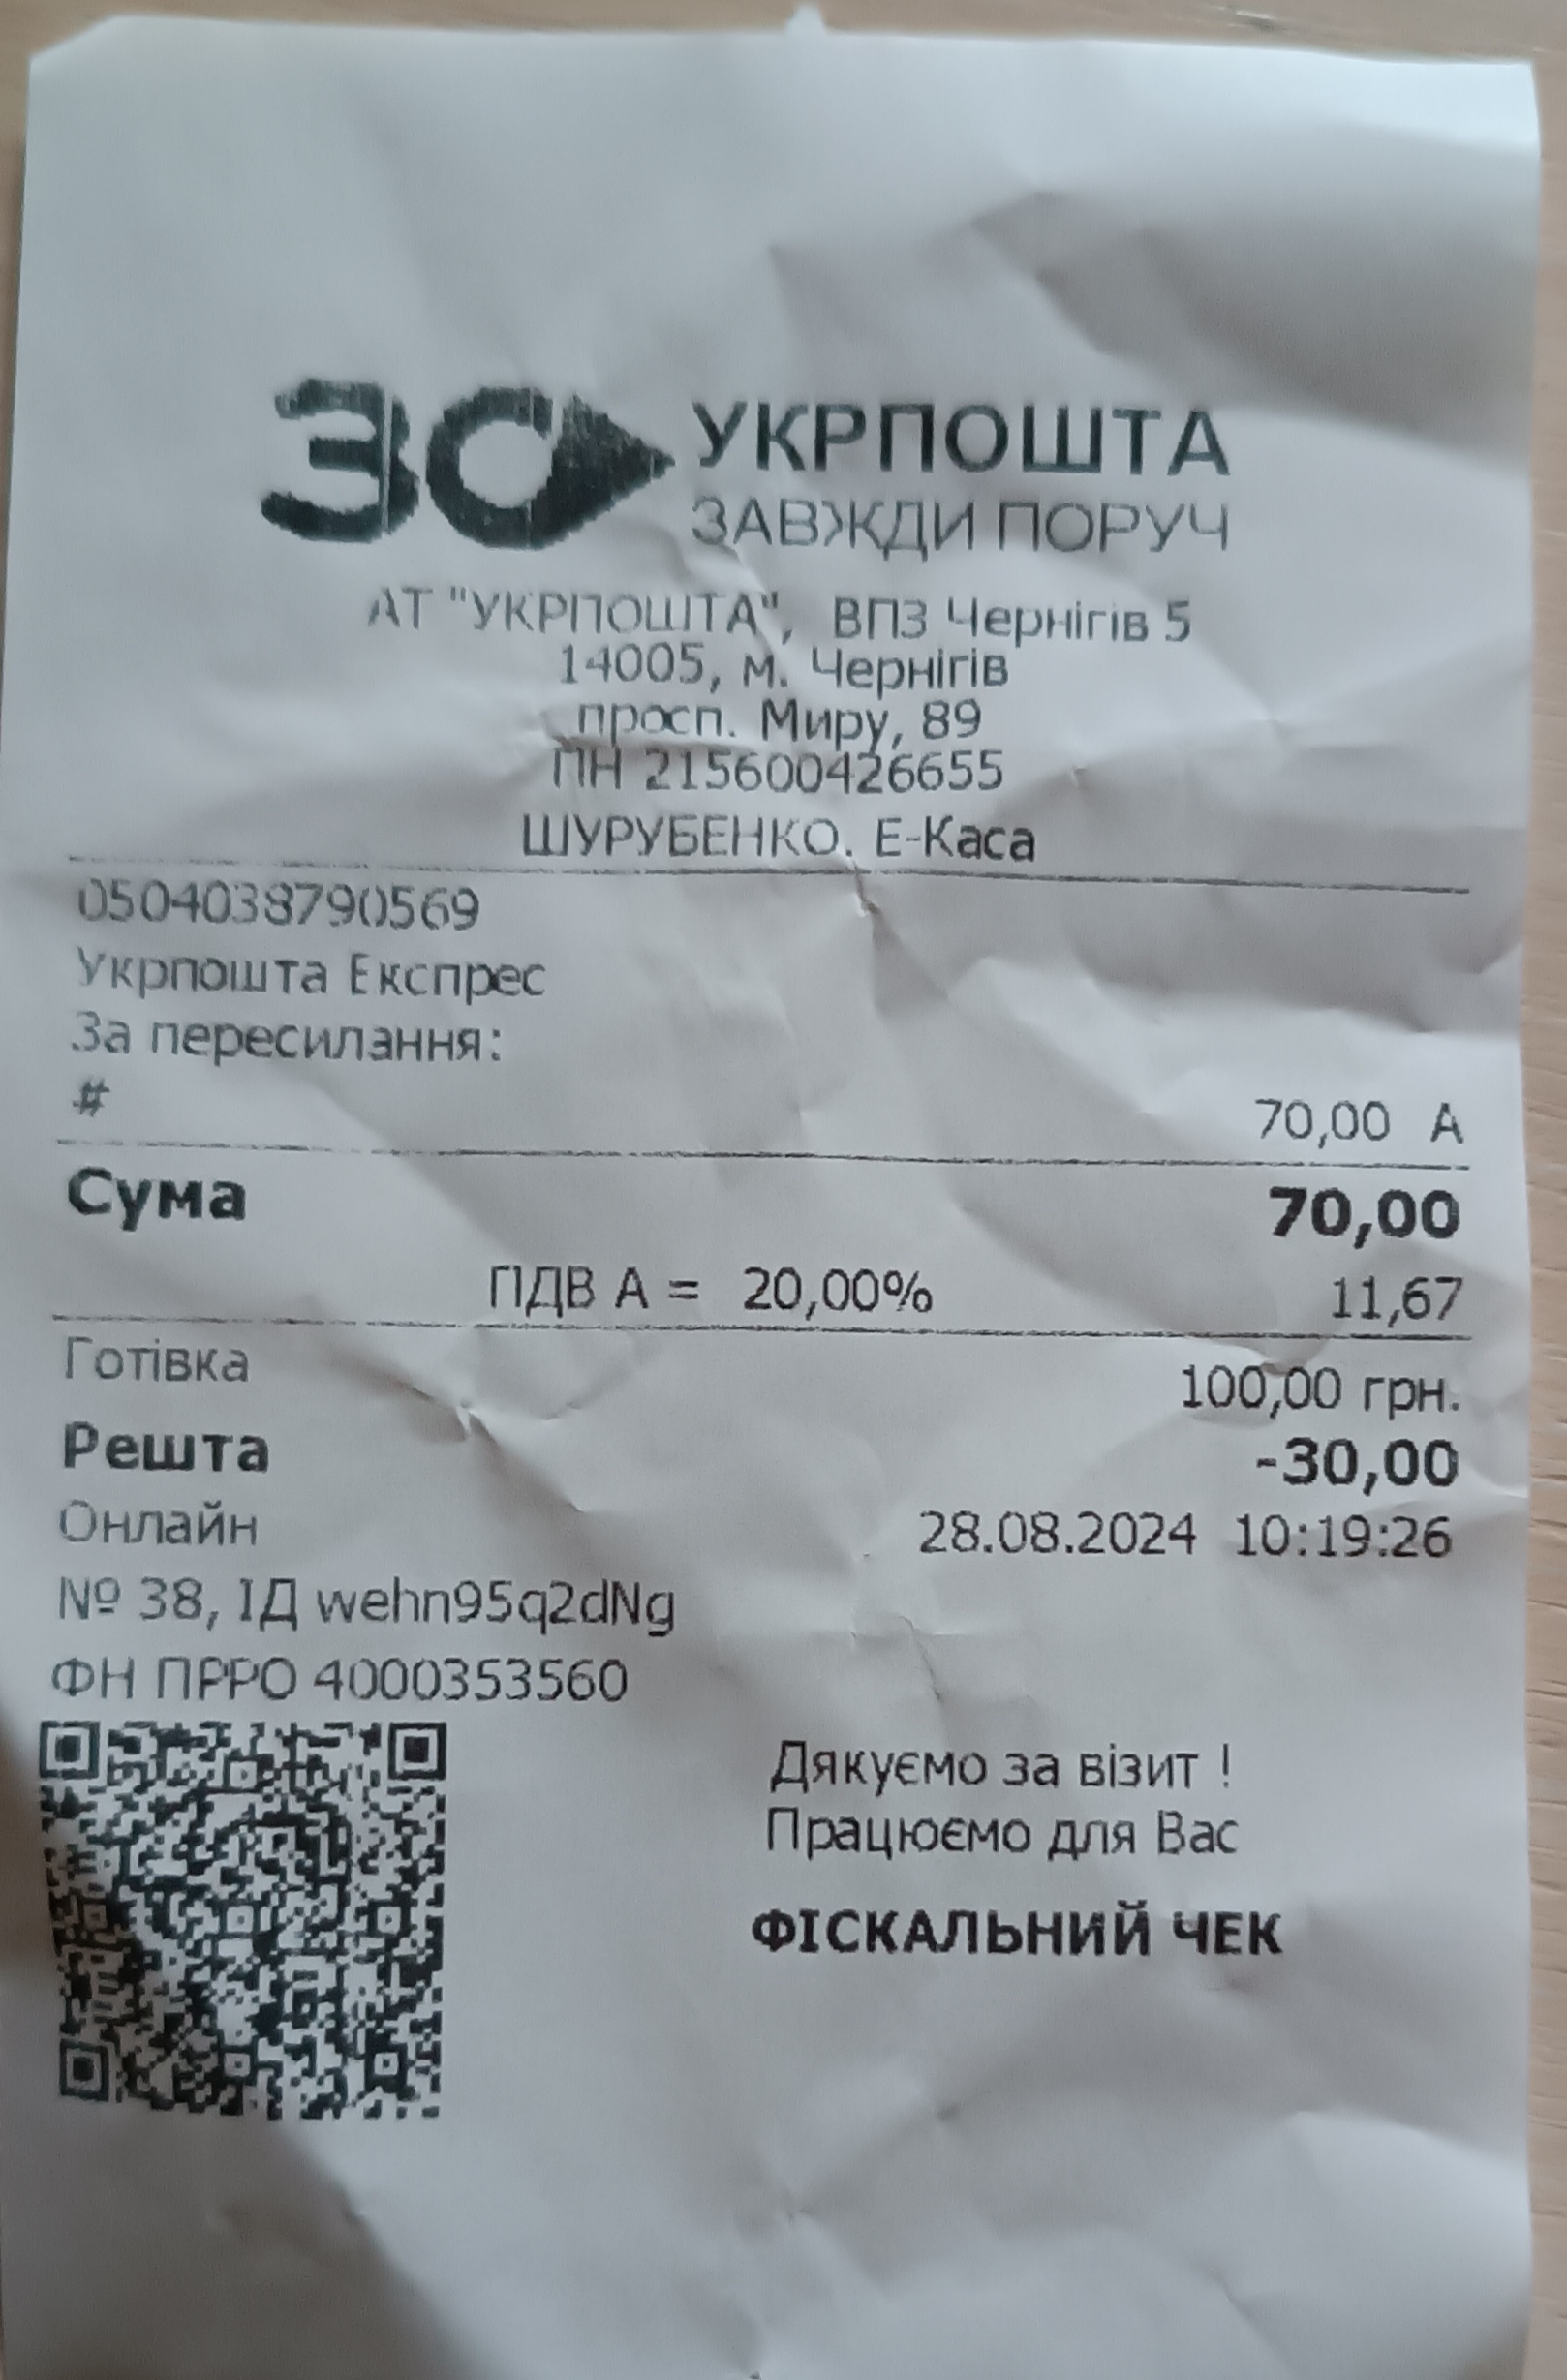 УКРПОШТА
ЗАВЖДИ ПОРУЧ
АТ "УКРПОШТА", ВПЗ Чернігів 5
14005, м. Чернігів
просп. Миру, 89
ПН 215600426655
ШУРУБЕНКО. Е-Каса
0504038790569
Укрпошта Експрес
За пересилання:
# 70,00 А
Сума 70,00
ПДВ А = 20,00% 11,67
Готівка 100,00 грн.
Решта -30,00
Онлайн 28.08.2024 10:19:26
№ 38, ІД wehn95q2dNg
ФН ПРРО 4000353560
Дякуємо за візит !
Працюємо для Вас
ФІСКАЛЬНИЙ ЧЕК